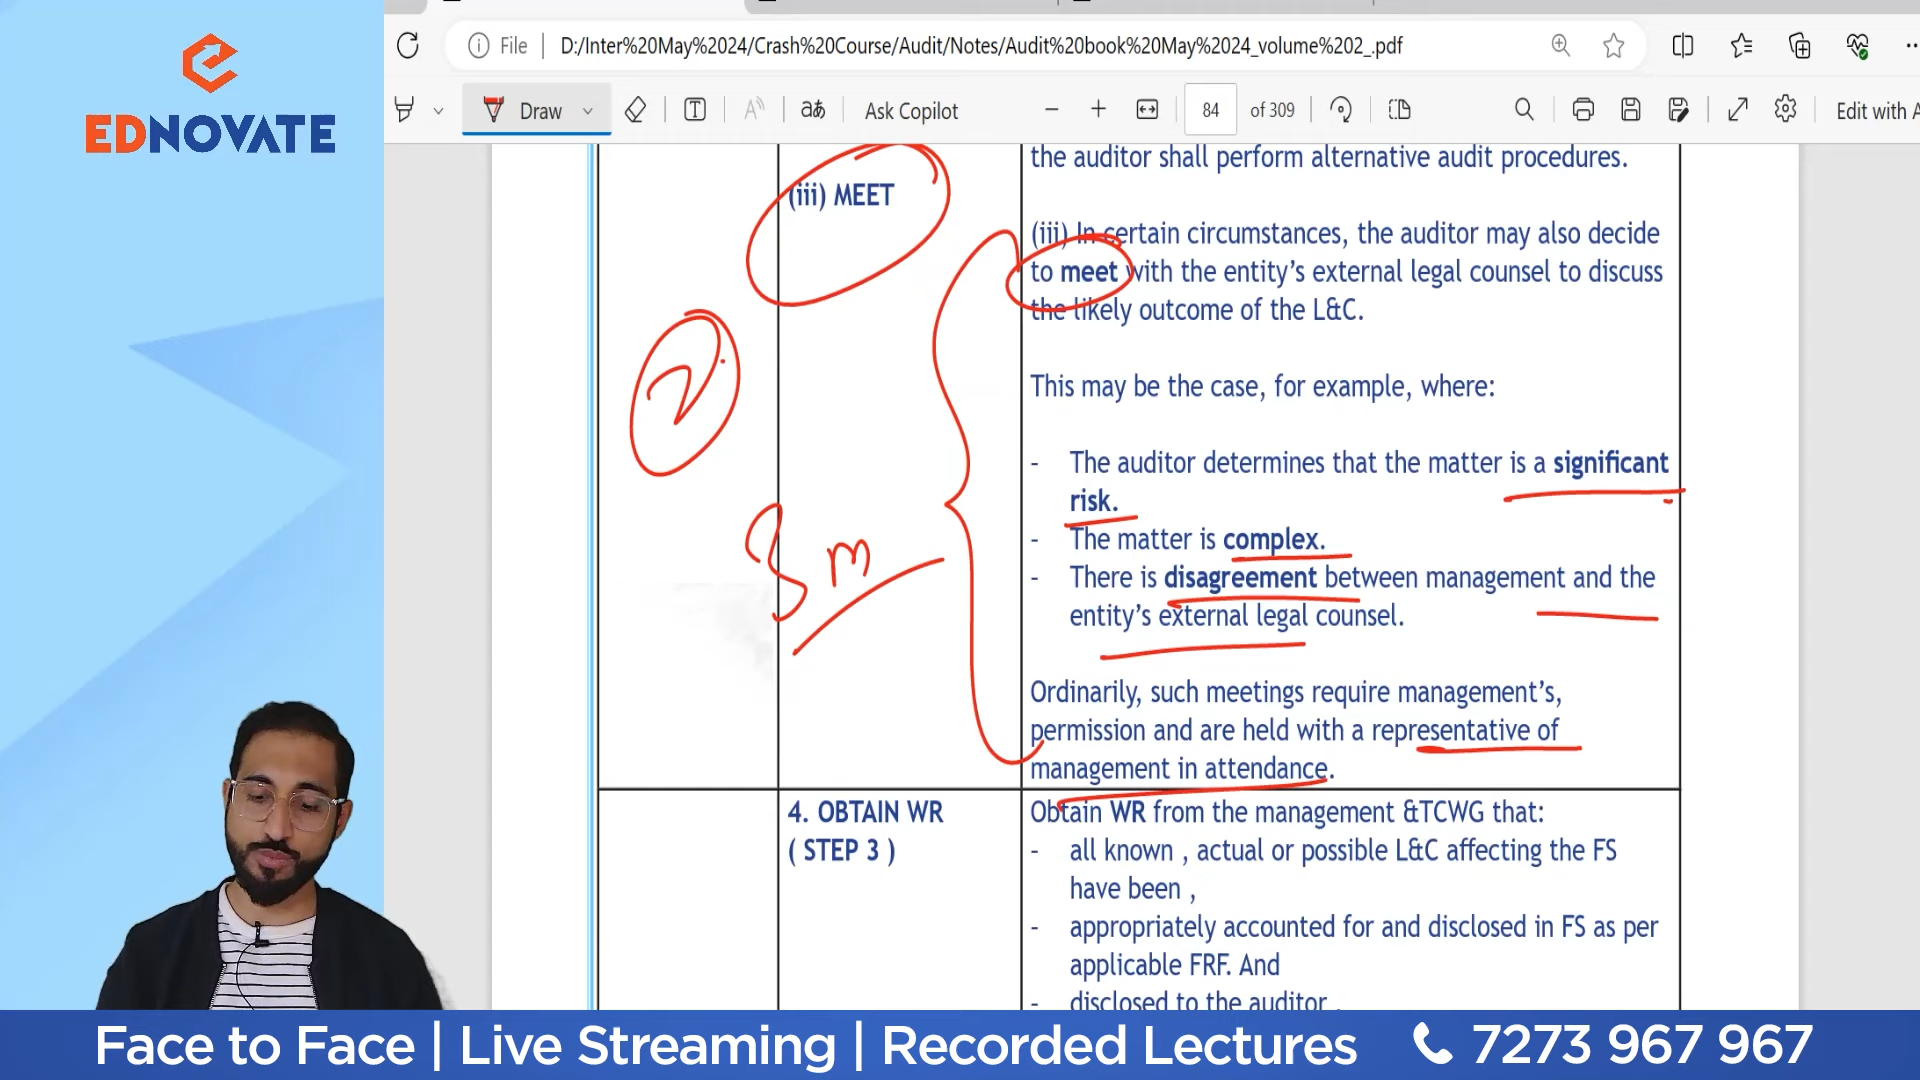 EDNOVATE
File
D:/Inter%20May%2024/Crash%20Course/Audit/Notes/Audit%20book%20May%2024_volume%202_.pdf
Draw
Ask Copilot
84
of 309
Edit with A
the auditor shall perform alternative audit procedures.
(iii) MEET
(iii) In certain circumstances, the auditor may also decide
to meet with the entity's external legal counsel to discuss
the likely outcome of the L&C.
This may be the case, for example, where:
- The auditor determines that the matter is a significant
risk.
- The matter is complex.
- There is disagreement between management and the
entity's external legal counsel.
3 m
Ordinarily, such meetings require management's,
permission and are held with a representative of
management in attendance.
4. OBTAIN WR
( STEP 3 )
Obtain WR from the management &TCWG that:
- all known , actual or possible L&C affecting the FS
have been ,
- appropriately accounted for and disclosed in FS as per
applicable FRF. And
- disclosed to the auditor .
Face to Face | Live Streaming | Recorded Lectures 7273 967 967